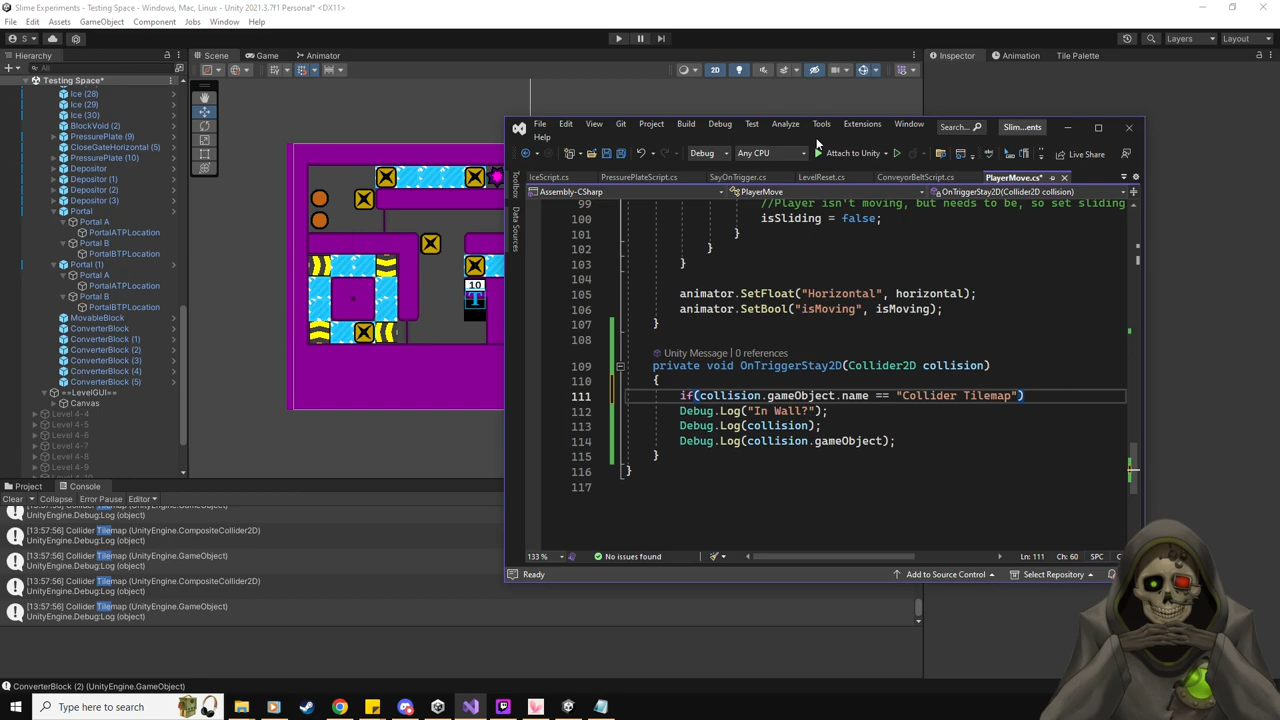 Slime Experiments - Testing Space - Windows, Mac, Linux - Unity 2021.3.7f1 Personal* <DX11>
File Edit Assets GameObject Component Jobs Window Help
S
Layers Layout
Hierarchy
Scene Game Animator
Inspector Animation Tile Palette
All
2D
Testing Space*
Ice (28)
Ice (29)
Ice (30)
BlockVoid (2)
PressurePlate (9)
CloseGateHorizontal (5)
PressurePlate (10)
Depositor
Depositor (1)
Depositor (2)
Depositor (3)
Portal
Portal A
PortalATPLocation
Portal B
PortalBTPLocation
Portal (1)
Portal A
PortalATPLocation
Portal B
PortalBTPLocation
MovableBlock
ConverterBlock
ConverterBlock (1)
ConverterBlock (2)
ConverterBlock (3)
ConverterBlock (4)
ConverterBlock (5)
==LevelGUI==
Canvas
Level 4-4
Level 4-5
Level 4-6
Level 4-7
Level 4-8
Level 4-9
10
T
File Edit View Git Project Build Debug Test Analyze Tools Extensions Window
Help
Search...
Slim...ents
Debug Any CPU Attach to Unity Live Share
IceScript.cs PressurePlateScript.cs SayOnTrigger.cs LevelReset.cs ConveyorBeltScript.cs PlayerMove.cs*
Assembly-CSharp PlayerMove OnTriggerStay2D(Collider2D collision)
Toolbox
Data Sources
99 //Player isn't moving, but needs to be, so set sliding
100 isSliding = false;
101 }
102 }
103 }
104
105 animator.SetFloat("Horizontal", horizontal);
106 animator.SetBool("isMoving", isMoving);
107 }
108
Unity Message | 0 references
109 private void OnTriggerStay2D(Collider2D collision)
110 {
111 if(collision.gameObject.name == "Collider Tilemap")
112 Debug.Log("In Wall?");
113 Debug.Log(collision);
114 Debug.Log(collision.gameObject);
115 }
116 }
117
133 % No issues found Ln: 111 Ch: 60 SPC
Ready Add to Source Control Select Repository
Project Console
Clear Collapse Error Pause Editor
UnityEngine.Debug:Log (object)
[13:57:56] Collider Tilemap (UnityEngine.CompositeCollider2D)
UnityEngine.Debug:Log (object)
[13:57:56] Collider Tilemap (UnityEngine.GameObject)
UnityEngine.Debug:Log (object)
[13:57:56] Collider Tilemap (UnityEngine.CompositeCollider2D)
UnityEngine.Debug:Log (object)
[13:57:56] Collider Tilemap (UnityEngine.GameObject)
UnityEngine.Debug:Log (object)
ConverterBlock (2) (UnityEngine.GameObject)
Type here to search